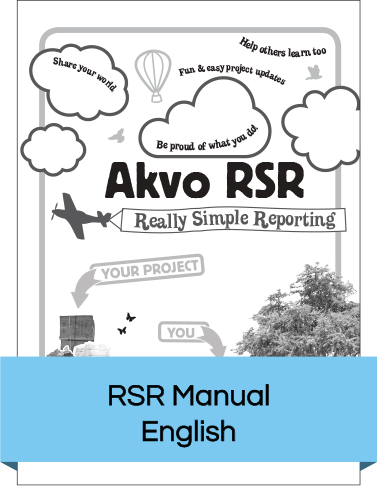 Help others learn too
Share your world
Fun & easy project updates
Be proud of what you do!
Akvo RSR
Really Simple Reporting
YOUR PROJECT
YOU
RSR Manual
English